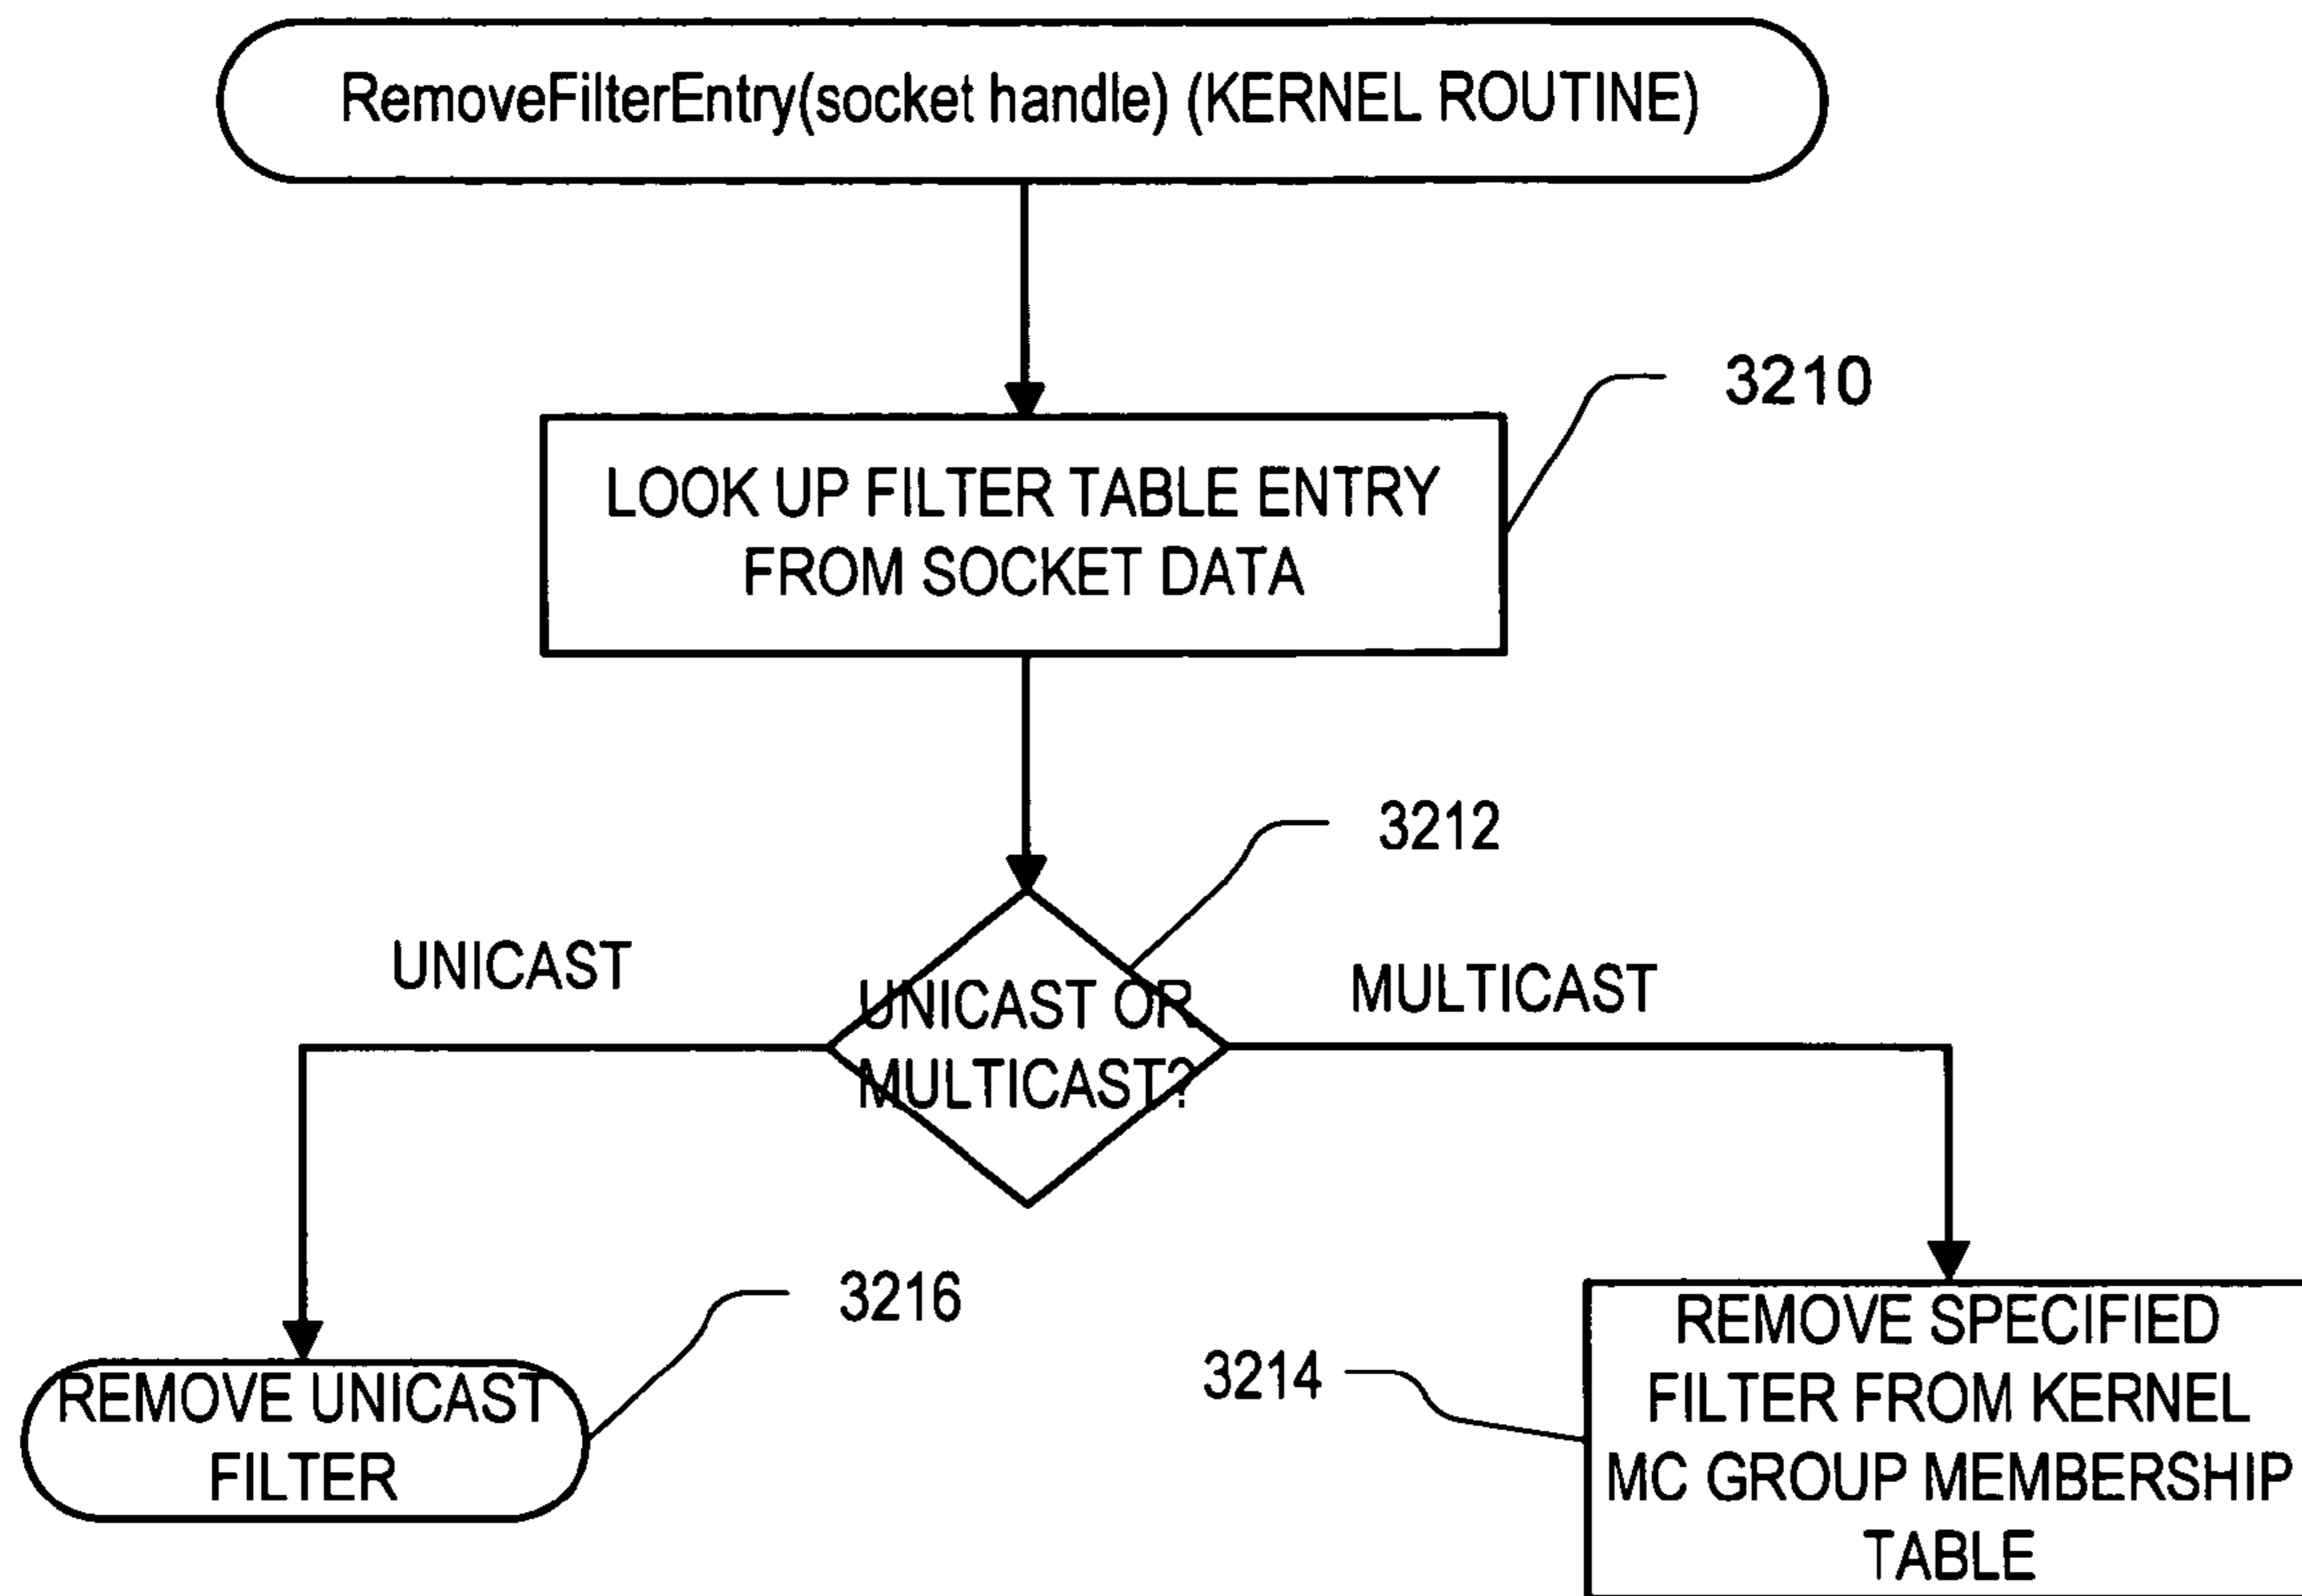 RemoveFilterEntry(socket handle) (KERNEL ROUTINE)
3210
LOOK UP FILTER TABLE ENTRY
FROM SOCKET DATA
3212
UNICAST
UNICAST OR
MULTICAST?
MULTICAST
3216
REMOVE UNICAST
FILTER
3214
REMOVE SPECIFIED
FILTER FROM KERNEL
MC GROUP MEMBERSHIP
TABLE